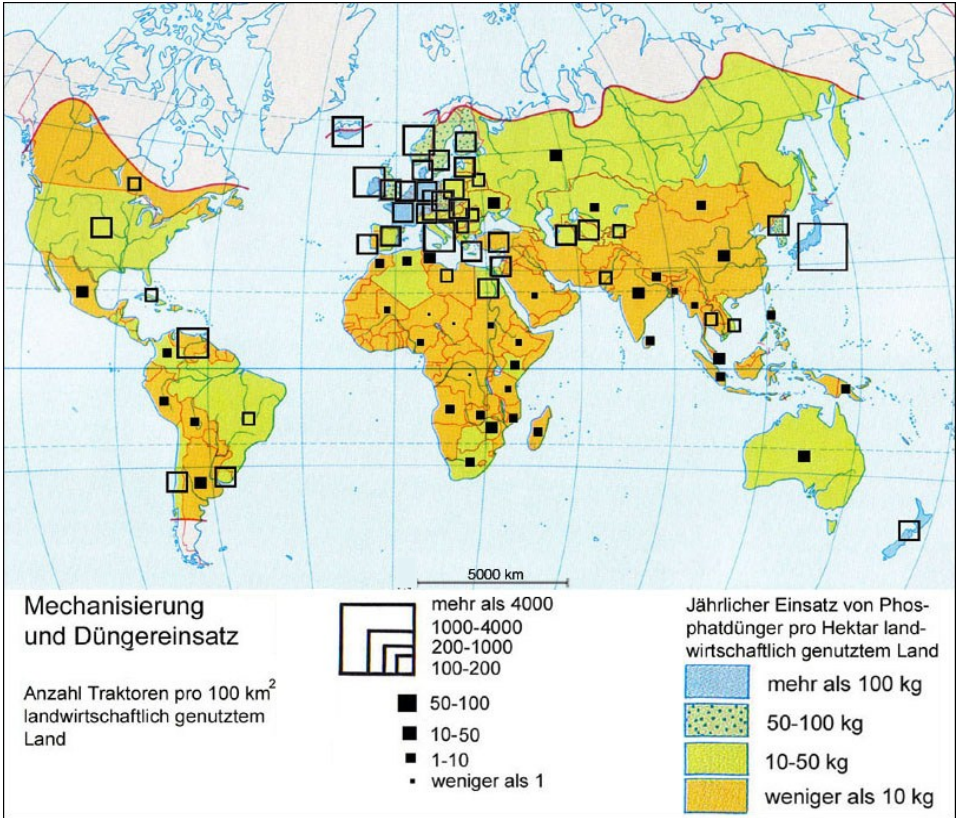 5000 km
Mechanisierung
und Düngereinsatz
Anzahl Traktoren pro 100 km²
landwirtschaftlich genutztem
Land
mehr als 4000
1000-4000
200-1000
100-200
50-100
10-50
1-10
weniger als 1
Jährlicher Einsatz von Phos-
phatdünger pro Hektar land-
wirtschaftlich genutztem Land
mehr als 100 kg
50-100 kg
10-50 kg
weniger als 10 kg